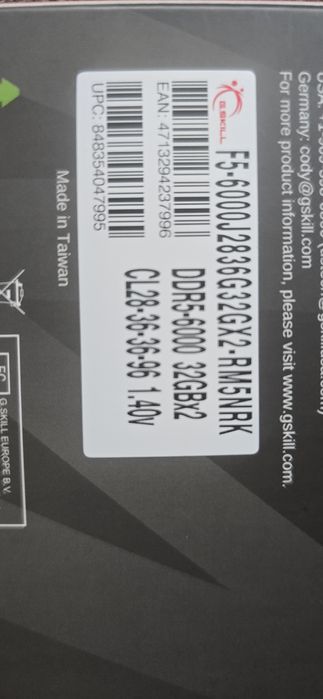 Germany: cody@gskill.com
For more product information, please visit www.gskill.com.
G.SKILL
F5-6000J2836G32GX2-RM5NRK
EAN: 4713294237996
DDR5-6000 32GBx2
UPC: 848354047995
CL28-36-36-96 1.40v
Made in Taiwan
G.SKILL EUROPE B.V.